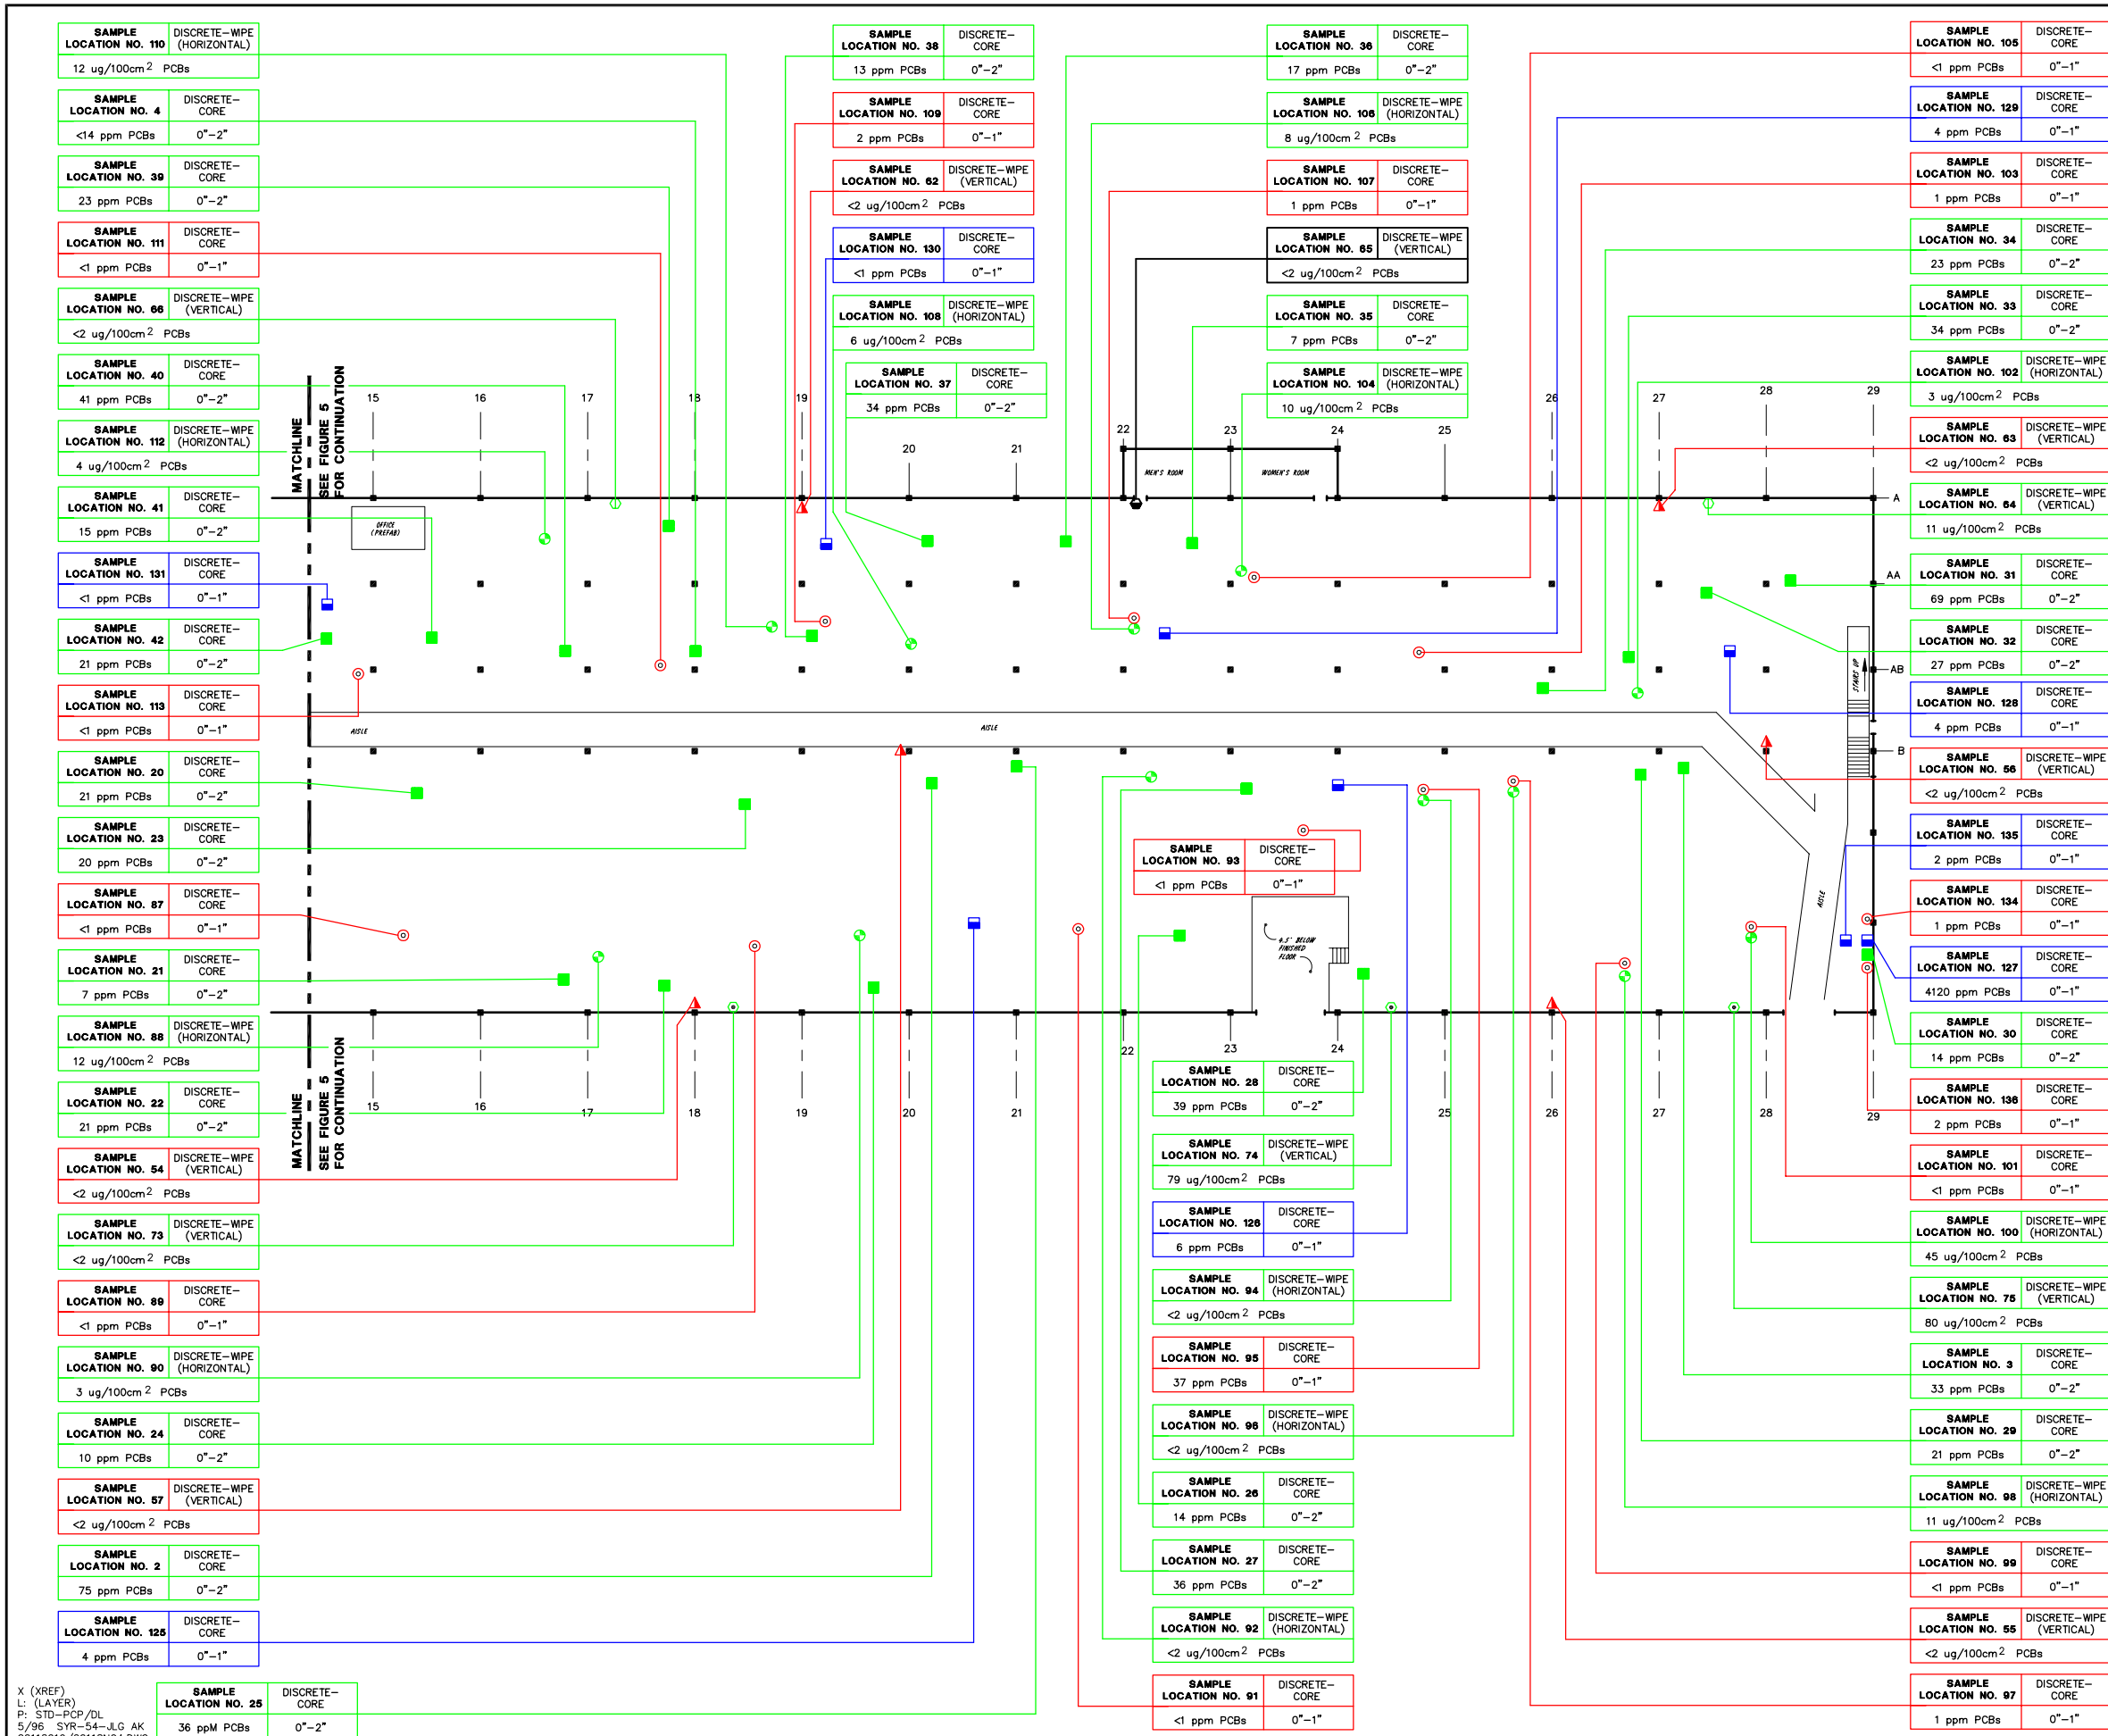 SAMPLE LOCATION NO. 110 DISCRETE-WIPE (HORIZONTAL)
12 ug/100cm2 PCBs
SAMPLE LOCATION NO. 4 DISCRETE-CORE
<14 ppm PCBs 0"-2"
SAMPLE LOCATION NO. 39 DISCRETE-CORE
23 ppm PCBs 0"-2"
SAMPLE LOCATION NO. 111 DISCRETE-CORE
<1 ppm PCBs 0"-1"
SAMPLE LOCATION NO. 66 DISCRETE-WIPE (VERTICAL)
<2 ug/100cm2 PCBs
SAMPLE LOCATION NO. 40 DISCRETE-CORE
41 ppm PCBs 0"-2"
SAMPLE LOCATION NO. 112 DISCRETE-WIPE (HORIZONTAL)
4 ug/100cm2 PCBs
SAMPLE LOCATION NO. 41 DISCRETE-CORE
15 ppm PCBs 0"-2"
SAMPLE LOCATION NO. 131 DISCRETE-CORE
<1 ppm PCBs 0"-1"
SAMPLE LOCATION NO. 42 DISCRETE-CORE
21 ppm PCBs 0"-2"
SAMPLE LOCATION NO. 113 DISCRETE-CORE
<1 ppm PCBs 0"-1"
SAMPLE LOCATION NO. 20 DISCRETE-CORE
21 ppm PCBs 0"-2"
SAMPLE LOCATION NO. 23 DISCRETE-CORE
20 ppm PCBs 0"-2"
SAMPLE LOCATION NO. 87 DISCRETE-CORE
<1 ppm PCBs 0"-1"
SAMPLE LOCATION NO. 21 DISCRETE-CORE
7 ppm PCBs 0"-2"
SAMPLE LOCATION NO. 88 DISCRETE-WIPE (HORIZONTAL)
12 ug/100cm2 PCBs
SAMPLE LOCATION NO. 22 DISCRETE-CORE
21 ppm PCBs 0"-2"
SAMPLE LOCATION NO. 54 DISCRETE-WIPE (VERTICAL)
<2 ug/100cm2 PCBs
SAMPLE LOCATION NO. 73 DISCRETE-WIPE (VERTICAL)
<2 ug/100cm2 PCBs
SAMPLE LOCATION NO. 89 DISCRETE-CORE
<1 ppm PCBs 0"-1"
SAMPLE LOCATION NO. 90 DISCRETE-WIPE (HORIZONTAL)
3 ug/100cm2 PCBs
SAMPLE LOCATION NO. 24 DISCRETE-CORE
10 ppm PCBs 0"-2"
SAMPLE LOCATION NO. 57 DISCRETE-WIPE (VERTICAL)
<2 ug/100cm2 PCBs
SAMPLE LOCATION NO. 2 DISCRETE-CORE
75 ppm PCBs 0"-2"
SAMPLE LOCATION NO. 125 DISCRETE-CORE
4 ppm PCBs 0"-1"
SAMPLE LOCATION NO. 25 DISCRETE-CORE
36 ppM PCBs 0"-2"
X (XREF)
L: (LAYER)
P: STD-PCP/DL
5/96 SYR-54-JLG AK
SAMPLE LOCATION NO. 38 DISCRETE-CORE
13 ppm PCBs 0"-2"
SAMPLE LOCATION NO. 109 DISCRETE-CORE
2 ppm PCBs 0"-1"
SAMPLE LOCATION NO. 62 DISCRETE-WIPE (VERTICAL)
<2 ug/100cm2 PCBs
SAMPLE LOCATION NO. 130 DISCRETE-CORE
<1 ppm PCBs 0"-1"
SAMPLE LOCATION NO. 108 DISCRETE-WIPE (HORIZONTAL)
6 ug/100cm2 PCBs
SAMPLE LOCATION NO. 37 DISCRETE-CORE
34 ppm PCBs 0"-2"
SAMPLE LOCATION NO. 36 DISCRETE-CORE
17 ppm PCBs 0"-2"
SAMPLE LOCATION NO. 106 DISCRETE-WIPE (HORIZONTAL)
8 ug/100cm2 PCBs
SAMPLE LOCATION NO. 107 DISCRETE-CORE
1 ppm PCBs 0"-1"
SAMPLE LOCATION NO. 65 DISCRETE-WIPE (VERTICAL)
<2 ug/100cm2 PCBs
SAMPLE LOCATION NO. 35 DISCRETE-CORE
7 ppm PCBs 0"-2"
SAMPLE LOCATION NO. 104 DISCRETE-WIPE (HORIZONTAL)
10 ug/100cm2 PCBs
MATCHLINE
SEE FIGURE 5
FOR CONTINUATION
15 16 17 18 19 20 21 22 23 24 25 26 27 28 29
MEN'S ROOM WOMEN'S ROOM
OFFICE
(PREFAB)
A
AA
AB
B
STAIRS UP
AISLE
AISLE
AISLE
4.5' BELOW
FINISHED
FLOOR
MATCHLINE
SEE FIGURE 5
FOR CONTINUATION
15 16 17 18 19 20 21 22 23 24 25 26 27 28 29
SAMPLE LOCATION NO. 93 DISCRETE-CORE
<1 ppm PCBs 0"-1"
SAMPLE LOCATION NO. 28 DISCRETE-CORE
39 ppm PCBs 0"-2"
SAMPLE LOCATION NO. 74 DISCRETE-WIPE (VERTICAL)
79 ug/100cm2 PCBs
SAMPLE LOCATION NO. 126 DISCRETE-CORE
6 ppm PCBs 0"-1"
SAMPLE LOCATION NO. 94 DISCRETE-WIPE (HORIZONTAL)
<2 ug/100cm2 PCBs
SAMPLE LOCATION NO. 95 DISCRETE-CORE
37 ppm PCBs 0"-1"
SAMPLE LOCATION NO. 96 DISCRETE-WIPE (HORIZONTAL)
<2 ug/100cm2 PCBs
SAMPLE LOCATION NO. 26 DISCRETE-CORE
14 ppm PCBs 0"-2"
SAMPLE LOCATION NO. 27 DISCRETE-CORE
36 ppm PCBs 0"-2"
SAMPLE LOCATION NO. 92 DISCRETE-WIPE (HORIZONTAL)
<2 ug/100cm2 PCBs
SAMPLE LOCATION NO. 91 DISCRETE-CORE
<1 ppm PCBs 0"-1"
SAMPLE LOCATION NO. 105 DISCRETE-CORE
<1 ppm PCBs 0"-1"
SAMPLE LOCATION NO. 129 DISCRETE-CORE
4 ppm PCBs 0"-1"
SAMPLE LOCATION NO. 103 DISCRETE-CORE
1 ppm PCBs 0"-1"
SAMPLE LOCATION NO. 34 DISCRETE-CORE
23 ppm PCBs 0"-2"
SAMPLE LOCATION NO. 33 DISCRETE-CORE
34 ppm PCBs 0"-2"
SAMPLE LOCATION NO. 102 DISCRETE-WIPE (HORIZONTAL)
3 ug/100cm2 PCBs
SAMPLE LOCATION NO. 63 DISCRETE-WIPE (VERTICAL)
<2 ug/100cm2 PCBs
SAMPLE LOCATION NO. 64 DISCRETE-WIPE (VERTICAL)
11 ug/100cm2 PCBs
SAMPLE LOCATION NO. 31 DISCRETE-CORE
69 ppm PCBs 0"-2"
SAMPLE LOCATION NO. 32 DISCRETE-CORE
27 ppm PCBs 0"-2"
SAMPLE LOCATION NO. 128 DISCRETE-CORE
4 ppm PCBs 0"-1"
SAMPLE LOCATION NO. 56 DISCRETE-WIPE (VERTICAL)
<2 ug/100cm2 PCBs
SAMPLE LOCATION NO. 135 DISCRETE-CORE
2 ppm PCBs 0"-1"
SAMPLE LOCATION NO. 134 DISCRETE-CORE
1 ppm PCBs 0"-1"
SAMPLE LOCATION NO. 127 DISCRETE-CORE
4120 ppm PCBs 0"-1"
SAMPLE LOCATION NO. 30 DISCRETE-CORE
14 ppm PCBs 0"-2"
SAMPLE LOCATION NO. 136 DISCRETE-CORE
2 ppm PCBs 0"-1"
SAMPLE LOCATION NO. 101 DISCRETE-CORE
<1 ppm PCBs 0"-1"
SAMPLE LOCATION NO. 100 DISCRETE-WIPE (HORIZONTAL)
45 ug/100cm2 PCBs
SAMPLE LOCATION NO. 75 DISCRETE-WIPE (VERTICAL)
80 ug/100cm2 PCBs
SAMPLE LOCATION NO. 3 DISCRETE-CORE
33 ppm PCBs 0"-2"
SAMPLE LOCATION NO. 29 DISCRETE-CORE
21 ppm PCBs 0"-2"
SAMPLE LOCATION NO. 98 DISCRETE-WIPE (HORIZONTAL)
11 ug/100cm2 PCBs
SAMPLE LOCATION NO. 99 DISCRETE-CORE
<1 ppm PCBs 0"-1"
SAMPLE LOCATION NO. 55 DISCRETE-WIPE (VERTICAL)
<2 ug/100cm2 PCBs
SAMPLE LOCATION NO. 97 DISCRETE-CORE
1 ppm PCBs 0"-1"